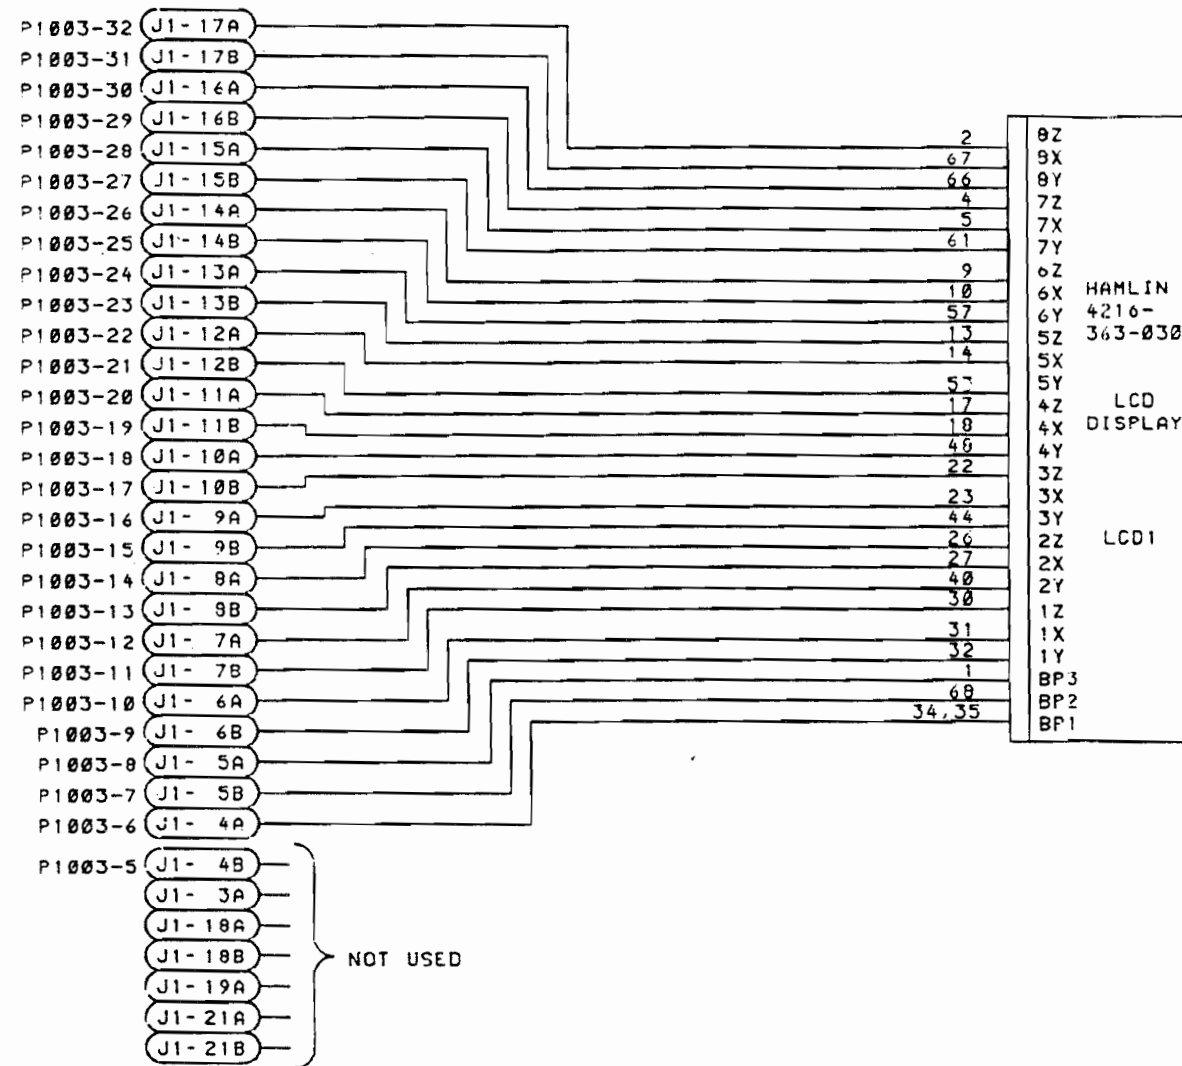 P1003-32 J1-17A
P1003-31 J1-17B
P1003-30 J1-16A
P1003-29 J1-16B
P1003-28 J1-15A
P1003-27 J1-15B
P1003-26 J1-14A
P1003-25 J1-14B
P1003-24 J1-13A
P1003-23 J1-13B
P1003-22 J1-12A
P1003-21 J1-12B
P1003-20 J1-11A
P1003-19 J1-11B
P1003-18 J1-10A
P1003-17 J1-10B
P1003-16 J1- 9A
P1003-15 J1- 9B
P1003-14 J1- 8A
P1003-13 J1- 8B
P1003-12 J1- 7A
P1003-11 J1- 7B
P1003-10 J1- 6A
P1003-9 J1- 6B
P1003-8 J1- 5A
P1003-7 J1- 5B
P1003-6 J1- 4A
P1003-5 J1- 4B
J1- 3A
J1-18A
J1-18B
J1-19A
J1-21A
J1-21B
NOT USED
2 8Z
67 8X
66 8Y
4 7Z
5 7X
61 7Y
9 6Z
10 6X
57 6Y
13 5Z
14 5X
5Y
17 4Z
18 4X
48 4Y
22 3Z
23 3X
44 3Y
26 2Z
27 2X
40 2Y
30 1Z
31 1X
32 1Y
1 BP3
68 BP2
34,35 BP1
HAMLIN
4216-
363-030
LCD
DISPLAY
LCD1